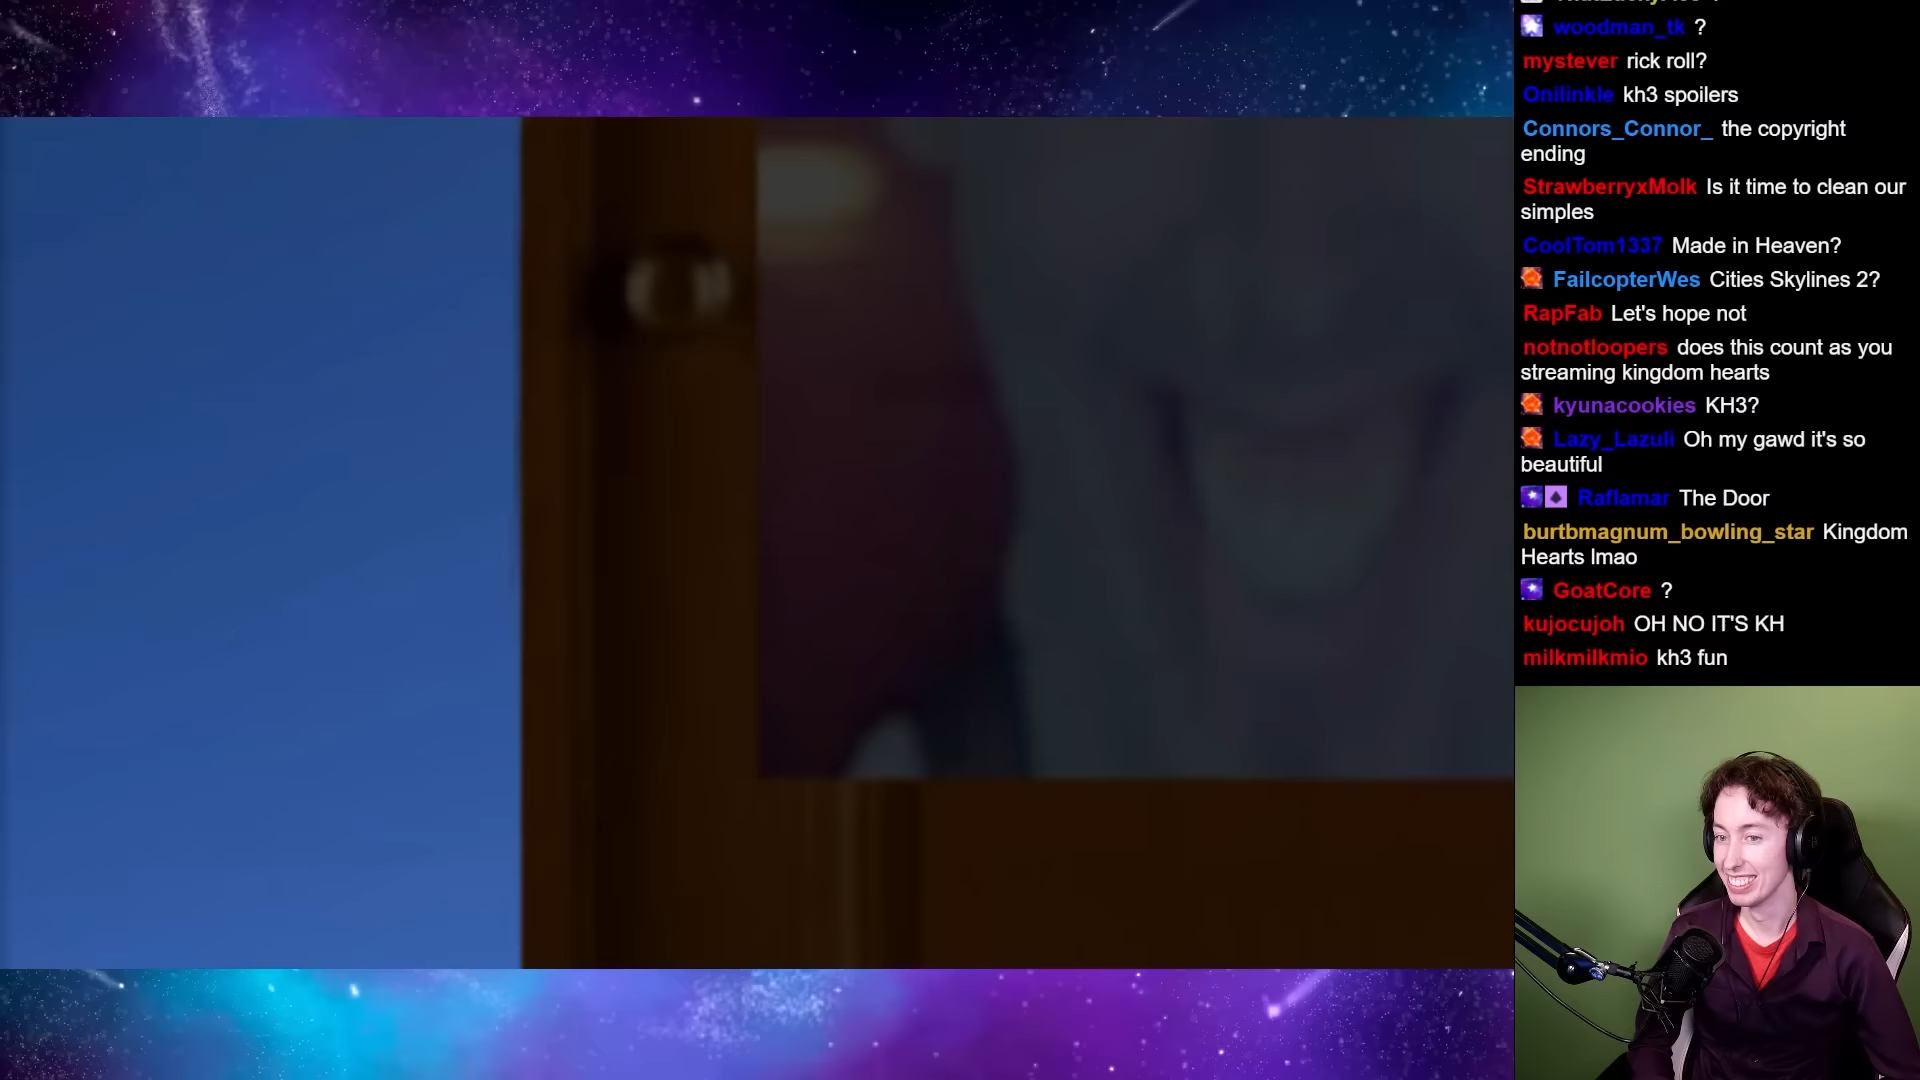 woodman_tk ?
mystever rick roll?
Onilinkle kh3 spoilers
Connors_Connor_ the copyright
ending
StrawberryxMolk Is it time to clean our
simples
CoolTom1337 Made in Heaven?
FailcopterWes Cities Skylines 2?
RapFab Let's hope not
notnotloopers does this count as you
streaming kingdom hearts
kyunacookies KH3?
Lazy_Lazuli Oh my gawd it's so
beautiful
Raflamar The Door
burtbmagnum_bowling_star Kingdom
Hearts lmao
GoatCore ?
kujocujoh OH NO IT'S KH
milkmilkmio kh3 fun